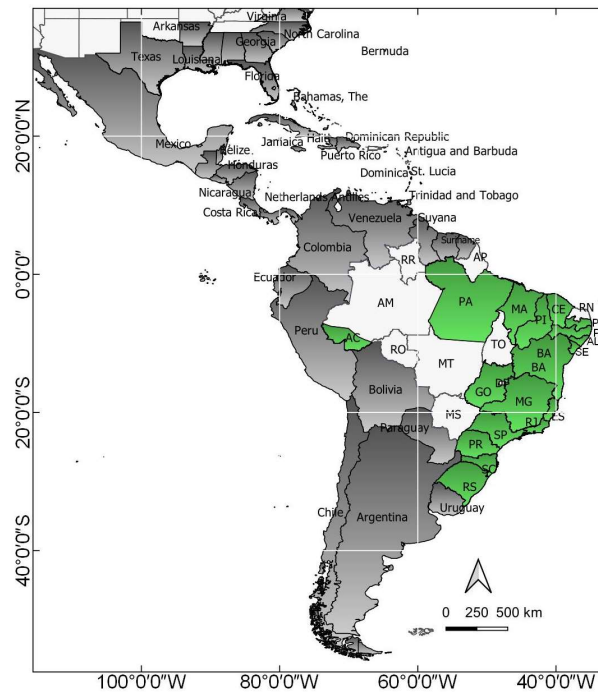 Virginia
Arkansas
North Carolina
Georgia
Texas
Louisiana
Bermuda
Florida
Bahamas, The
20°0'0"N
Mexico
Belize
Jamaica
Haiti
Dominican Republic
Puerto Rico
Antigua and Barbuda
Honduras
Dominica
St. Lucia
Nicaragua
Netherlands Antilles
Trinidad and Tobago
Costa Rica
Venezuela
Guyana
Colombia
Suriname
RR
AP
0°0'0"
Ecuador
AM
PA
MA
CE
RN
PI
Peru
AC
RO
TO
AL
SE
MT
BA
BA
Bolivia
GO
DF
MG
20°0'0"S
MS
ES
Paraguay
SP
RJ
PR
SC
RS
Chile
Argentina
Uruguay
40°0'0"S
0 250 500 km
100°0'0"W
80°0'0"W
60°0'0"W
40°0'0"W